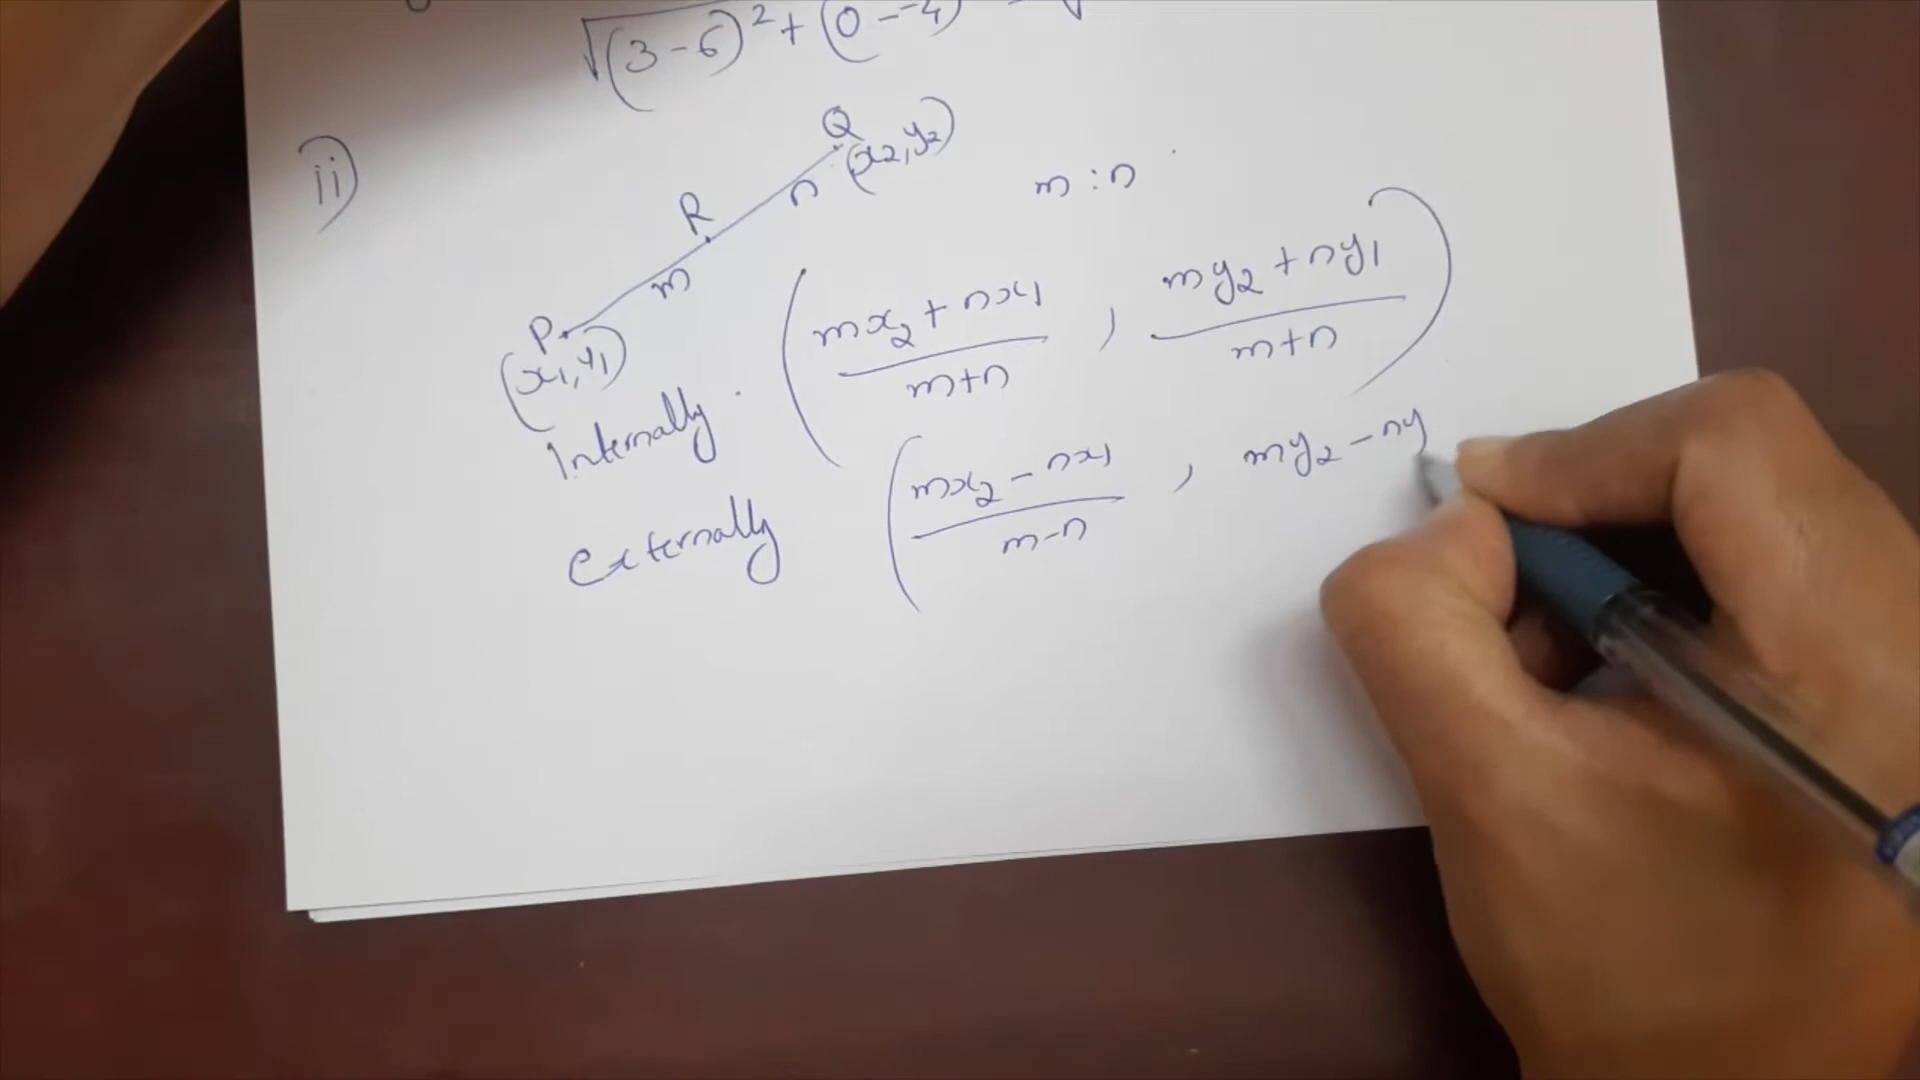 √(3-6)² + (0--4)
ii)
Q
(x₂,y₂)
n
m:n
R
m
P
(x₁,y₁)
Internally. (mx₂+nx₁/m+n, my₂+ny₁/m+n)
externally (mx₂-nx₁/m-n, my₂-ny